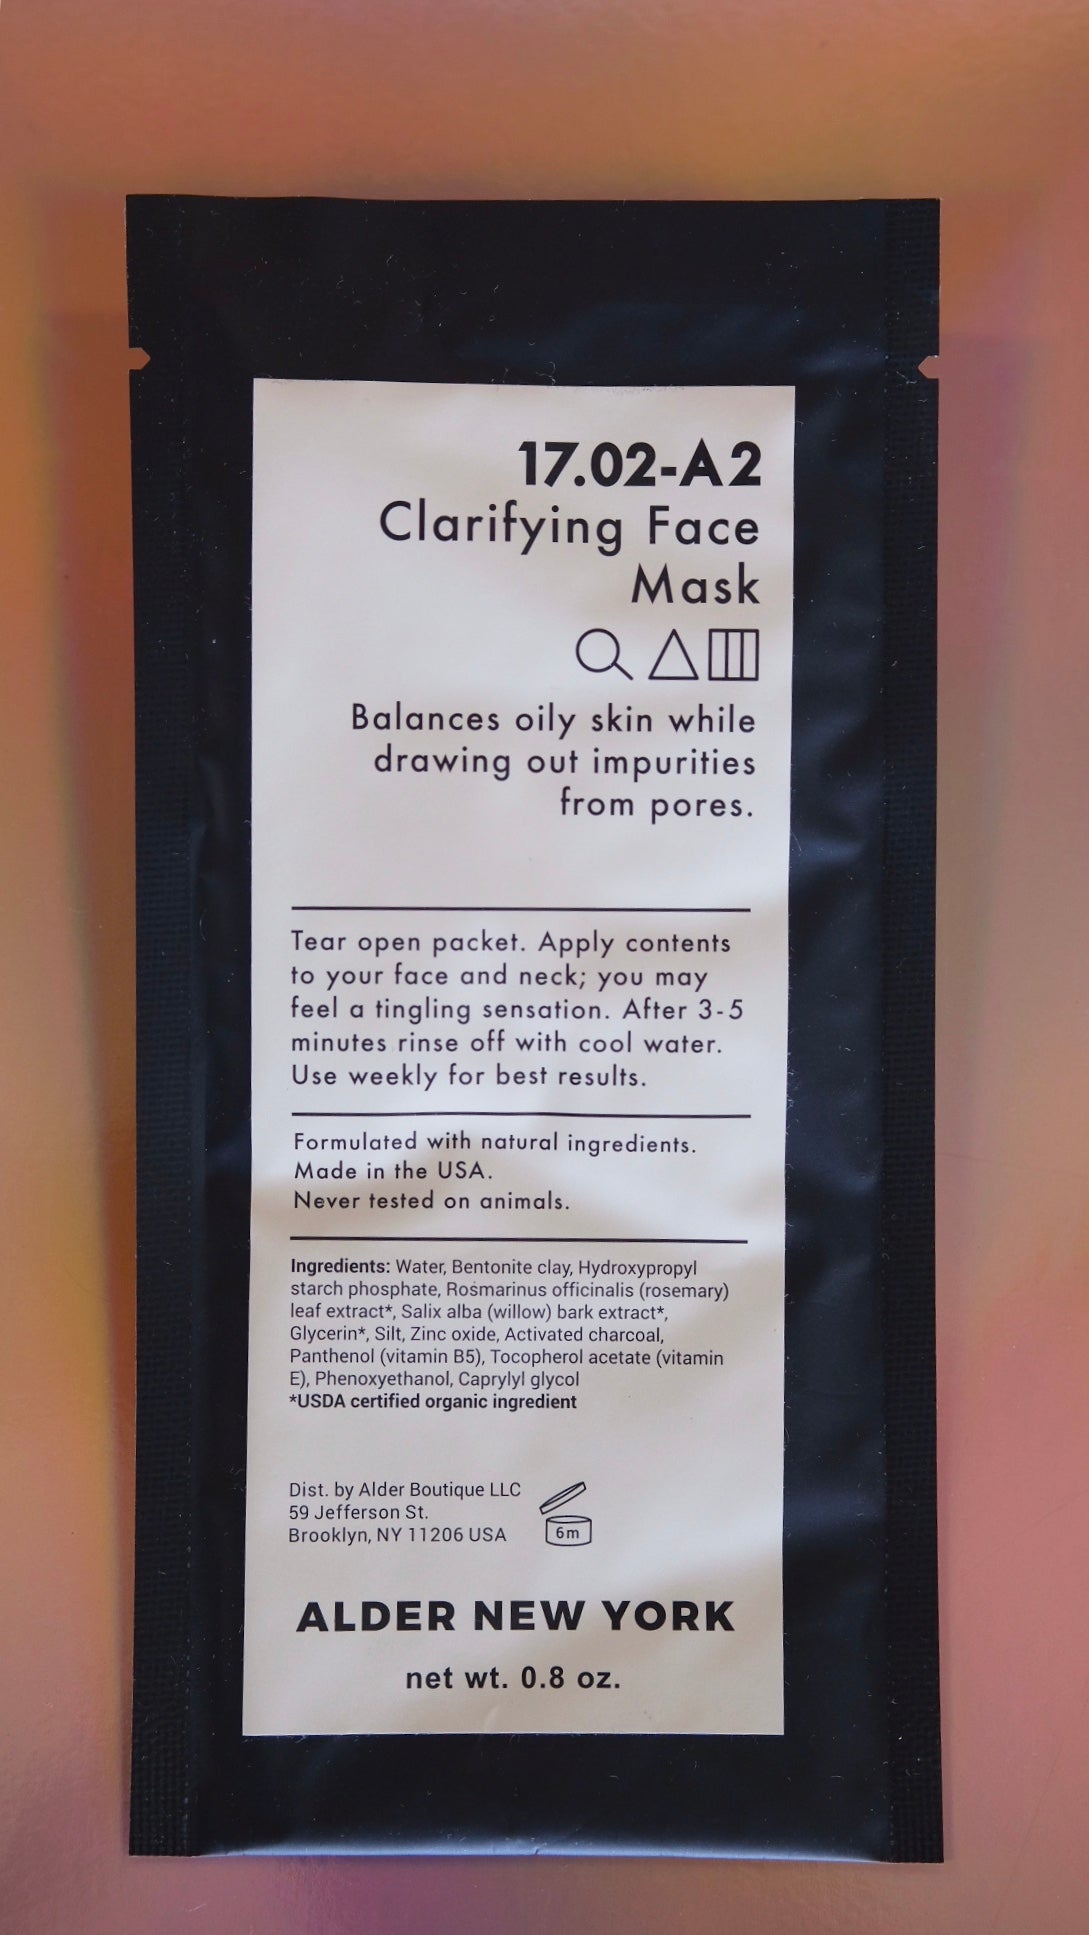 17.02-A2
Clarifying Face
Mask
Balances oily skin while
drawing out impurities
from pores.
Tear open packet. Apply contents
to your face and neck; you may
feel a tingling sensation. After 3-5
minutes rinse off with cool water.
Use weekly for best results.
Formulated with natural ingredients.
Made in the USA.
Never tested on animals.
Ingredients: Water, Bentonite clay, Hydroxypropyl
starch phosphate, Rosmarinus officinalis (rosemary)
leaf extract*, Salix alba (willow) bark extract*,
Glycerin*, Silt, Zinc oxide, Activated charcoal,
Panthenol (vitamin B5), Tocopherol acetate (vitamin
E), Phenoxyethanol, Caprylyl glycol
*USDA certified organic ingredient
Dist. by Alder Boutique LLC
59 Jefferson St.
Brooklyn, NY 11206 USA
6m
ALDER NEW YORK
net wt. 0.8 oz.